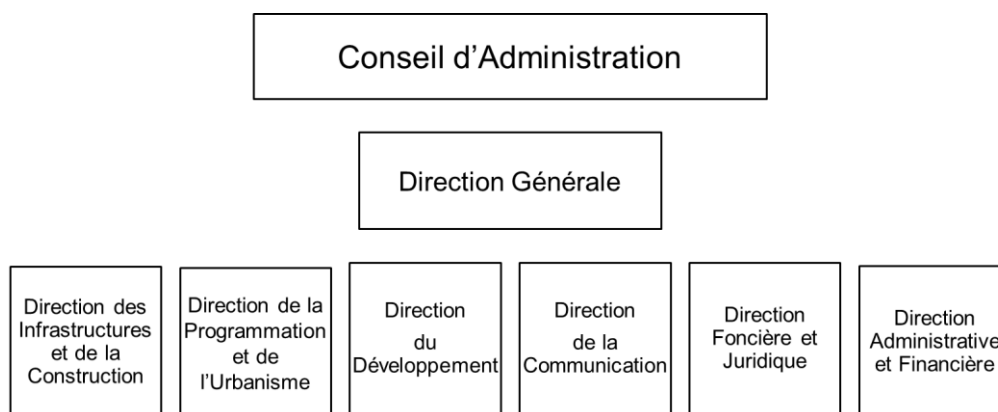 Conseil d’Administration
Direction Générale
Direction des
Infrastructures
et de la
Construction
Direction de la
Programmation
et de
l’Urbanisme
Direction
du
Développement
Direction
de la
Communication
Direction
Foncière et
Juridique
Direction
Administrative
et Financière